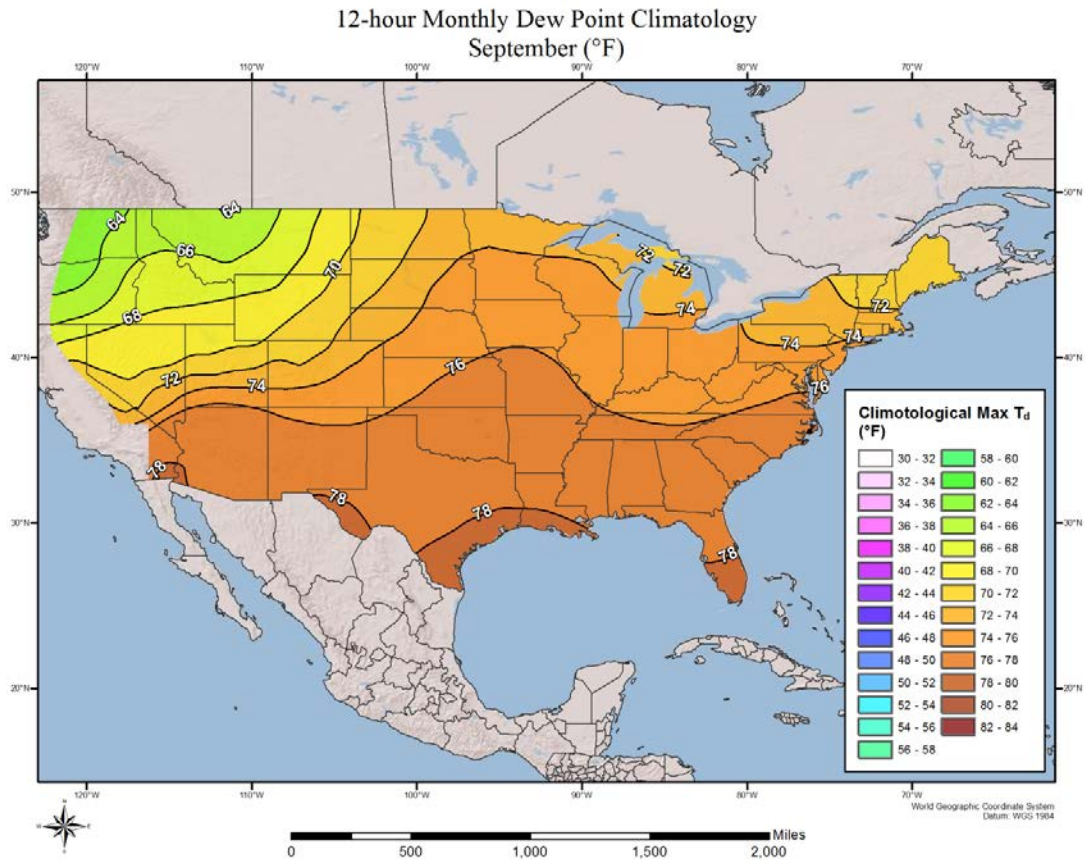 12-hour Monthly Dew Point Climatology
September (°F)
120°W 110°W 100°W 90°W 80°W 70°W
50°N 50°N
64 64
66
70
72 72
68
72
74
74 74
40°N 40°N
76
72 74
76
78
78
78
30°N 30°N
78
20°N 20°N
Climotological Max Td
(°F)
30 - 32 58 - 60
32 - 34 60 - 62
34 - 36 62 - 64
36 - 38 64 - 66
38 - 40 66 - 68
40 - 42 68 - 70
42 - 44 70 - 72
44 - 46 72 - 74
46 - 48 74 - 76
48 - 50 76 - 78
50 - 52 78 - 80
52 - 54 80 - 82
54 - 56 82 - 84
56 - 58
120°W 110°W 100°W 90°W 80°W 70°W
World Geographic Coordinate System
Datum: WGS 1984
N
W E
S
Miles
0 500 1,000 1,500 2,000